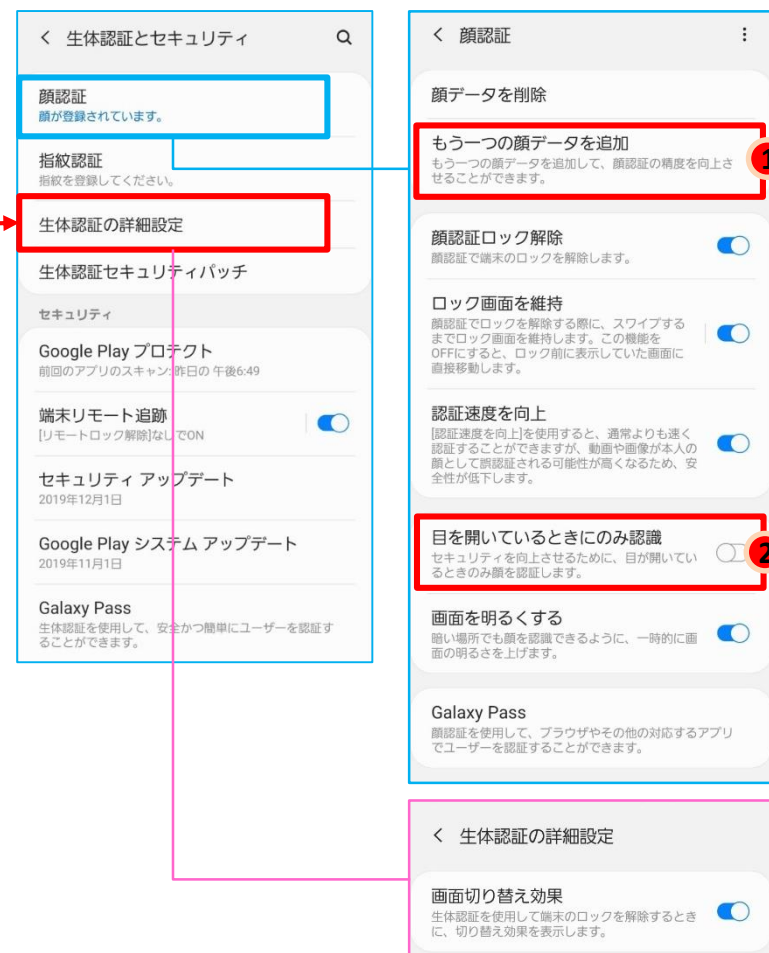 生体認証とセキュリティ
顔認証
顔が登録されています。
指紋認証
指紋を登録してください。
生体認証の詳細設定
生体認証セキュリティパッチ
セキュリティ
Google Play プロテクト
前回のアプリのスキャン: 昨日の 午後6:49
端末リモート追跡
[リモートロック解除]なしでON
セキュリティ アップデート
2019年12月1日
Google Play システム アップデート
2019年11月1日
Galaxy Pass
生体認証を使用して、安全かつ簡単にユーザーを認証す
ることができます。
顔認証
顔データを削除
もう一つの顔データを追加
もう一つの顔データを追加して、顔認証の精度を向上さ
せることができます。
1
顔認証ロック解除
顔認証で端末のロックを解除します。
ロック画面を維持
顔認証でロックを解除する際に、スワイプする
までロック画面を維持します。この機能を
OFFにすると、ロック前に表示していた画面に
直接移動します。
認証速度を向上
[認証速度を向上]を使用すると、通常よりも速く
認証することができますが、動画や画像が本人の
顔として誤認証される可能性が高くなるため、安
全性が低下します。
目を開いているときにのみ認識
セキュリティを向上させるために、目が開いてい
るときのみ顔を認証します。
2
画面を明るくする
暗い場所でも顔を認識できるように、一時的に画
面の明るさを上げます。
Galaxy Pass
顔認証を使用して、ブラウザやその他の対応するアプリ
でユーザーを認証することができます。
生体認証の詳細設定
画面切り替え効果
生体認証を使用して端末のロックを解除するとき
に、切り替え効果を表示します。